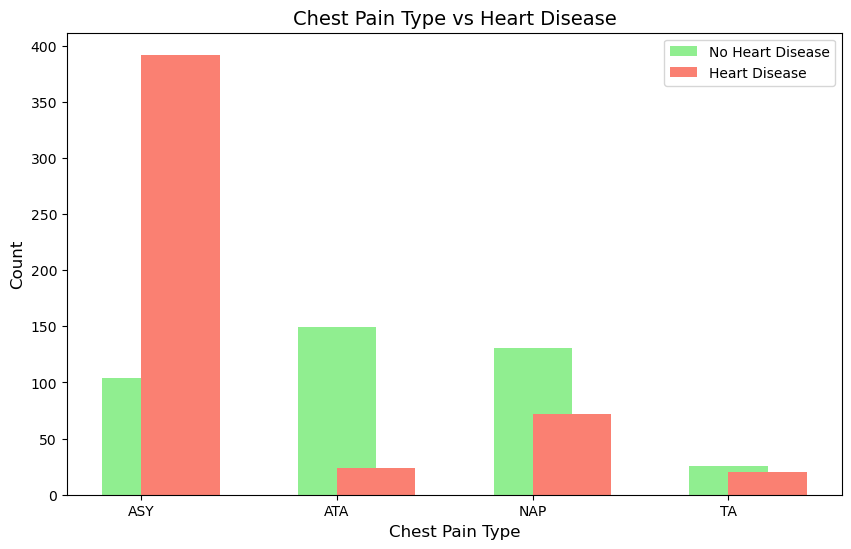 Chest Pain Type vs Heart Disease
No Heart Disease
Heart Disease
400
350
300
250
200
150
100
50
0
Count
ASY
ATA
NAP
TA
Chest Pain Type